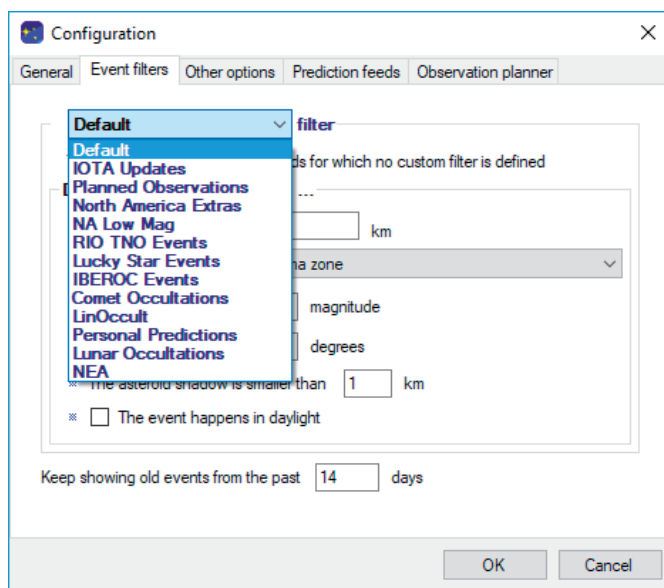 Configuration
General Event filters Other options Prediction feeds Observation planner
Default filter
Default
ds for which no custom filter is defined
IOTA Updates
Planned Observations
D ...
North America Extras
NA Low Mag
km
RIO TNO Events
Lucky Star Events
na zone
IBEROC Events
Comet Occultations
magnitude
LinOccult
Personal Predictions
degrees
Lunar Occultations
NEA
The asteroid shadow is smaller than 1 km
The event happens in daylight
Keep showing old events from the past 14 days
OK Cancel